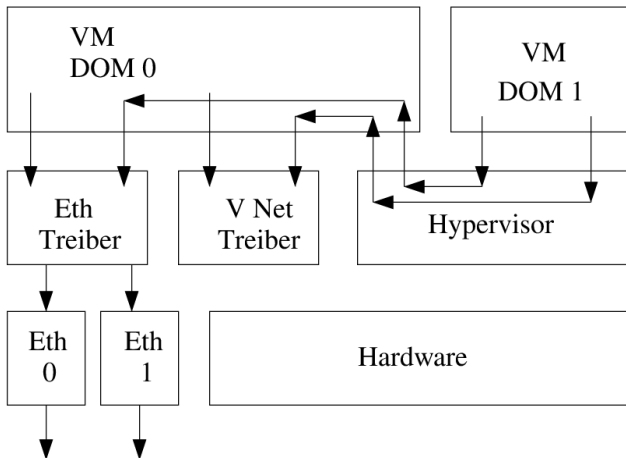 VM
DOM 0
VM
DOM 1
Eth
Treiber
V Net
Treiber
Hypervisor
Eth
0
Eth
1
Hardware